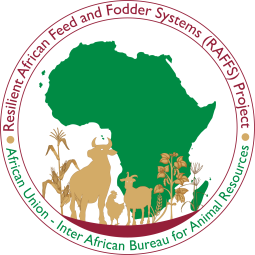 Resilient African Feed and Fodder Systems (RAFFS) Project
African Union - Inter African Bureau for Animal Resources